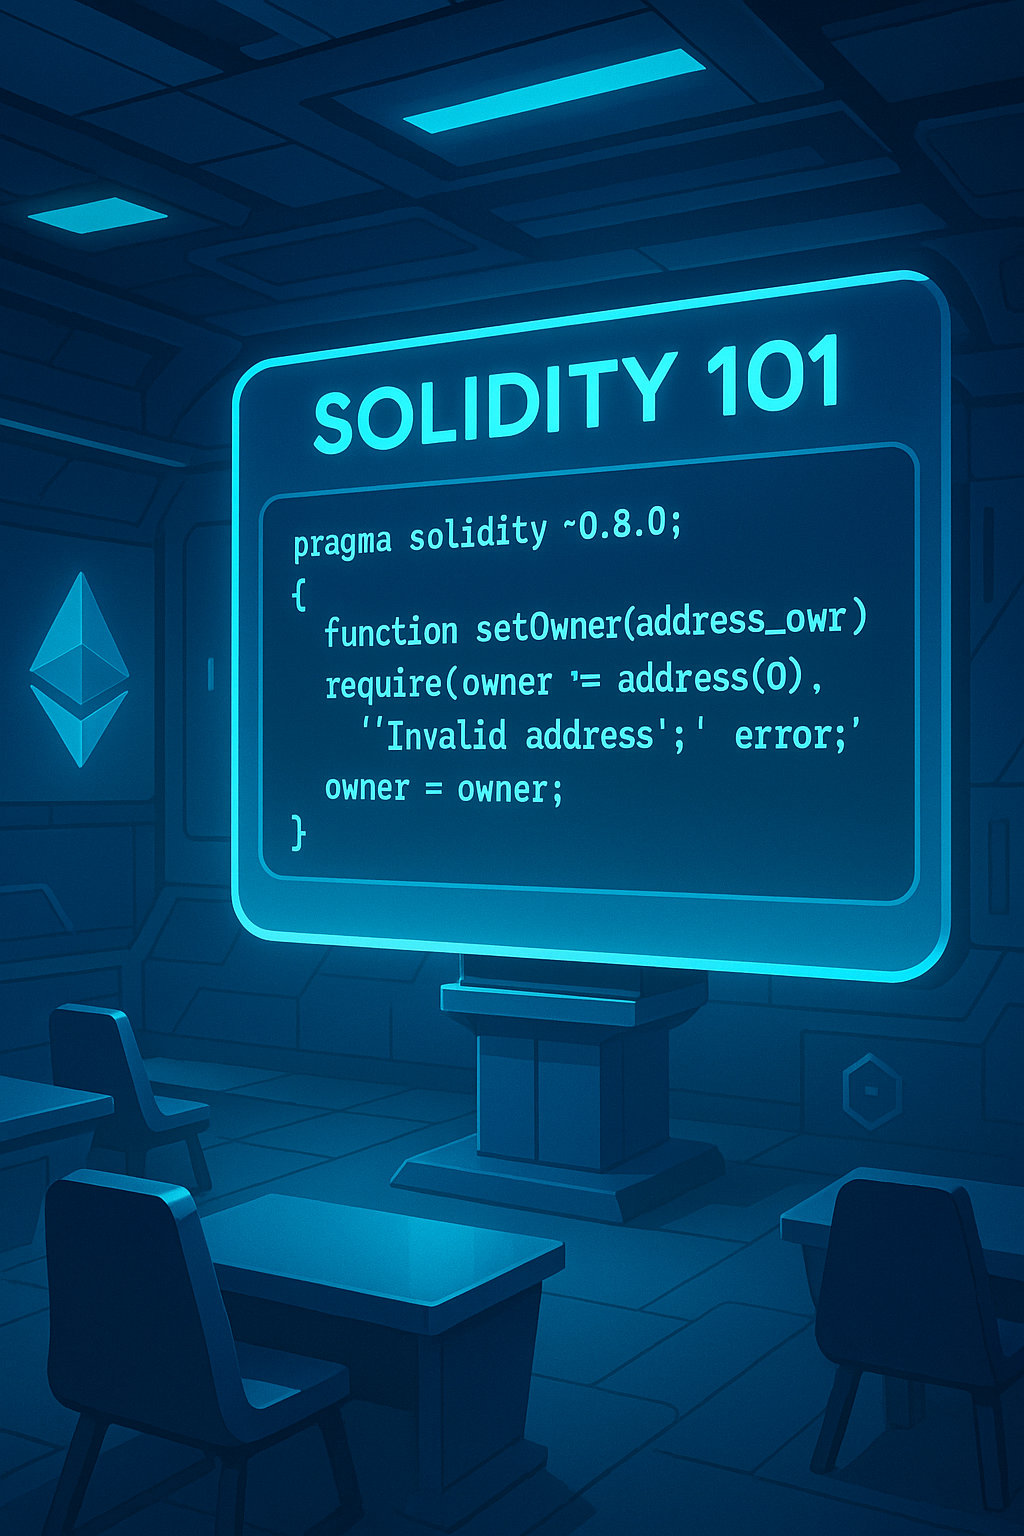 SOLIDITY 101
pragma solidity ~0.8.0;
{
function setOwner(address_owr)
require(owner '= address(0),
''Invalid address';' error;'
owner = owner;
}